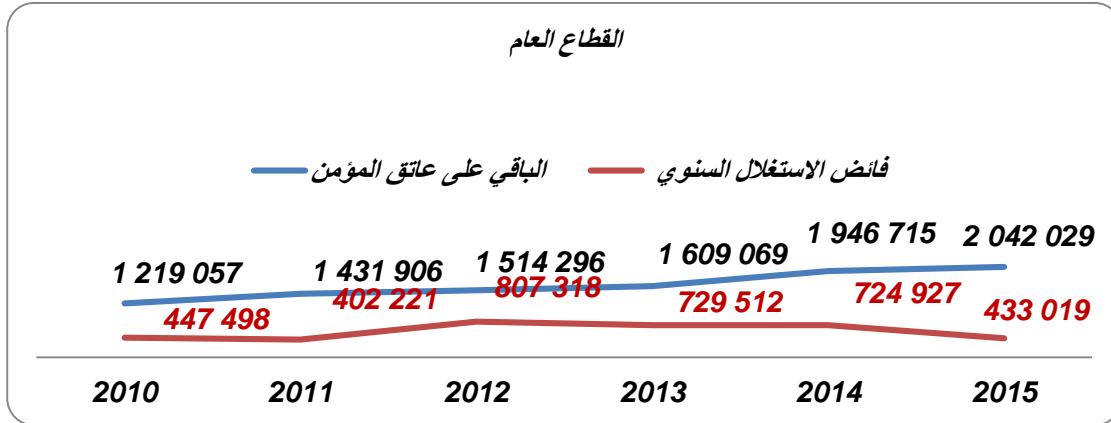 القطاع العام
الباقي على عاتق المؤمن فائض الاستغلال السنوي
1 219 057 1 431 906 1 514 296 1 609 069 1 946 715 2 042 029
447 498 402 221 807 318 729 512 724 927 433 019
2010 2011 2012 2013 2014 2015